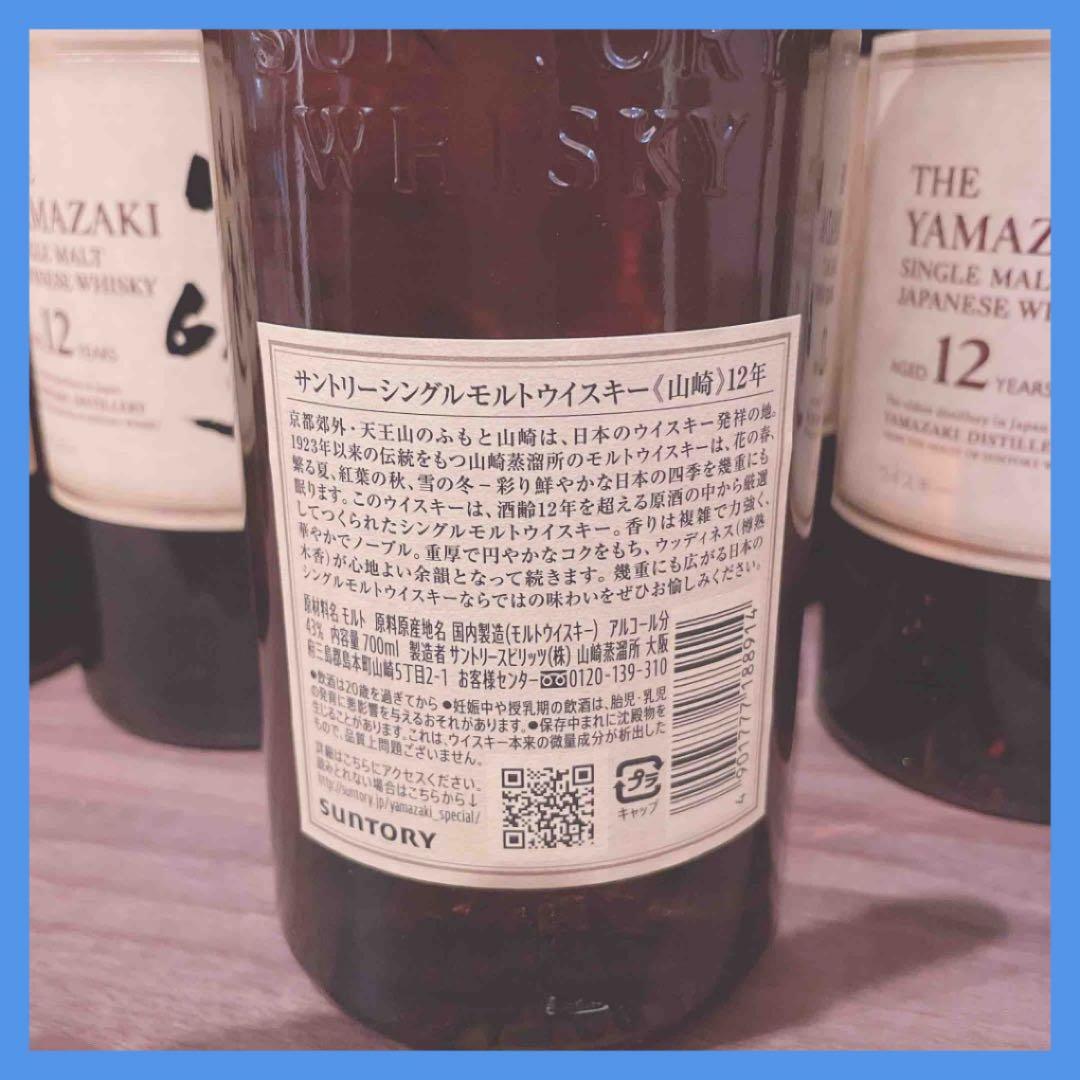 SUNTORY
WHISKY
サントリーシングルモルトウイスキー《山崎》12年
京都郊外・天王山のふもと山崎は、日本のウイスキー発祥の地。
1923年以来の伝統をもつ山崎蒸溜所のモルトウイスキーは、花の春、
繁る夏、紅葉の秋、雪の冬－彩り鮮やかな日本の四季を幾重にも
眠ります。このウイスキーは、酒齢12年を超える原酒の中から厳選
してつくられたシングルモルトウイスキー。香りは複雑で力強く、
華やかでノーブル。重厚で円やかなコクをもち、ウッディネス(樽熟
木香)が心地よい余韻となって続きます。幾重にも広がる日本の
シングルモルトウイスキーならではの味わいをぜひお愉しみください。
原材料名 モルト 原料原産地名 国内製造(モルトウイスキー) アルコール分
43% 内容量700ml 製造者 サントリースピリッツ(株) 山崎蒸溜所 大阪
府三島郡島本町山崎5丁目2-1 お客様センター 0120-139-310
●飲酒は20歳を過ぎてから ●妊娠中や授乳期の飲酒は、胎児・乳児
の発育に悪影響を与えるおそれがあります。●保存中まれに沈殿物を
生じることがあります。これは、ウイスキー本来の微量成分が析出した
もので、品質上問題ございません。
詳細はこちらにアクセスください。
読みとれない場合はこちらから↓
http://suntory.jp/yamazaki_special/
SUNTORY
プラ
キャップ
4901777188914
MAZAKI
MALT
WHISKY
12 YEARS
DISTILLERY
THE
YAMAZ
SINGLE MAL
JAPANESE WH
AGED 12 YEARS
The oldest distillery in Japan
YAMAZAKI DISTILLE
ウイスキー